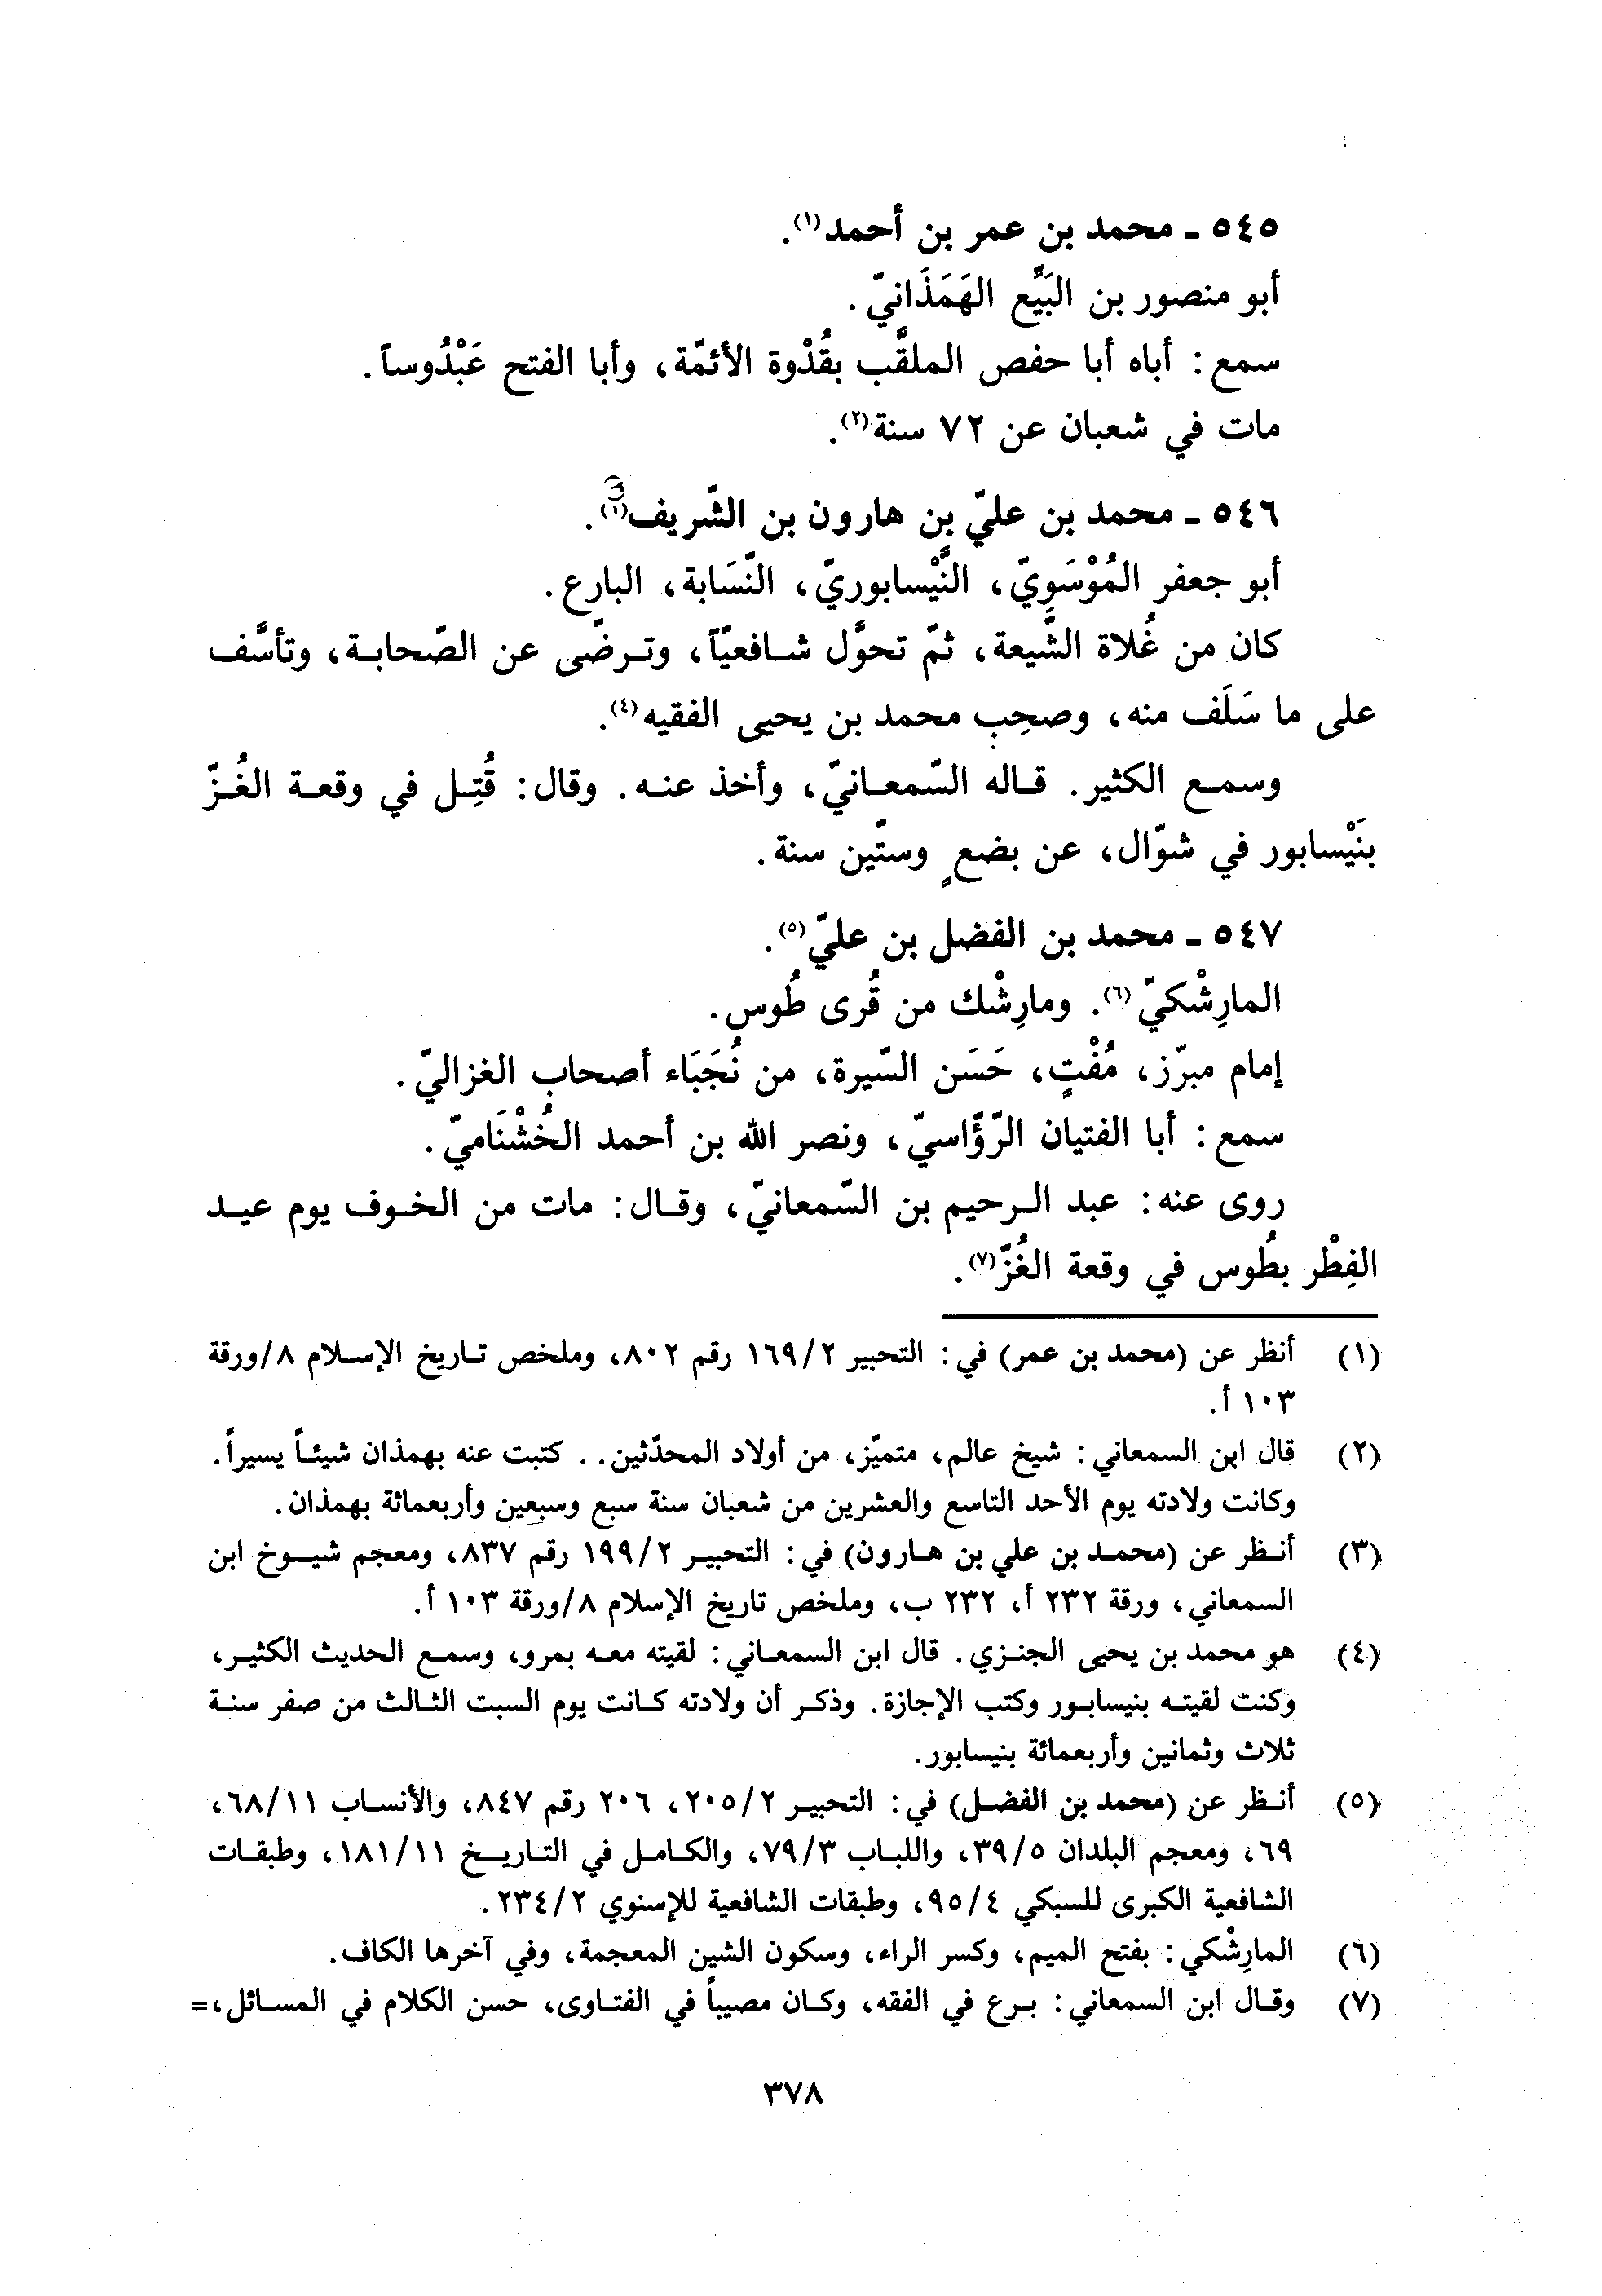 ٥٤٥ ـ محمد بن عمر بن أحمد(١).
أبو منصور بن البَيِّع الهَمَذَانيّ.
سمع: أباه أبا حفص الملقَّب بقُدْوة الأئمّة، وأبا الفتح عَبْدُوساً.
مات في شعبان عن ٧٢ سنة(٢).
٥٤٦ ـ محمد بن عليّ بن هارون بن الشّريف(١).
أبو جعفر المُوْسَوِيّ، النَّيْسابوريّ، النّسَابة، البارع.
كان من غُلاة الشّيعة، ثمّ تحوَّل شافعيّاً، وترضّى عن الصّحابة، وتأسَّف
على ما سَلَف منه، وصحِب محمد بن يحيى الفقيه(٤).
وسمع الكثير. قاله السّمعانيّ، وأخذ عنه. وقال: قُتِل في وقعة الغُزّ
بنَيْسابور في شوّال، عن بضعٍ وستّين سنة.
٥٤٧ ـ محمد بن الفضل بن عليّ(٥).
المارِشْكيّ(٦). ومارِشْك من قُرى طُوس.
إمام مبرّز، مُفْتٍ، حَسَن السّيرة، من نُجَبَاء أصحاب الغزاليّ.
سمع: أبا الفتيان الرّؤّاسيّ، ونصر الله بن أحمد الخُشْنَاميّ.
روى عنه: عبد الرحيم بن السّمعانيّ، وقال: مات من الخوف يوم عيد
الفِطْر بطُوس في وقعة الغُزّ(٧).
(١) أنظر عن (محمد بن عمر) في: التحبير ١٦٩/٢ رقم ٨٠٢، وملخص تاريخ الإسلام ٨/ورقة
١٠٣ أ.
(٢) قال ابن السمعاني: شيخ عالم، متميّز، من أولاد المحدّثين.. كتبت عنه بهمذان شيئاً يسيراً.
وكانت ولادته يوم الأحد التاسع والعشرين من شعبان سنة سبع وسبعين وأربعمائة بهمذان.
(٣) أنظر عن (محمد بن علي بن هارون) في: التحبير ١٩٩/٢ رقم ٨٣٧، ومعجم شيوخ ابن
السمعاني، ورقة ٢٣٢ أ، ٢٣٢ ب، وملخص تاريخ الإسلام ٨/ورقة ١٠٣ أ.
(٤) هو محمد بن يحيى الجنزي. قال ابن السمعاني: لقيته معه بمرو، وسمع الحديث الكثير،
وكنت لقيته بنيسابور وكتب الإجازة. وذكر أن ولادته كانت يوم السبت الثالث من صفر سنة
ثلاث وثمانين وأربعمائة بنيسابور.
(٥) أنظر عن (محمد بن الفضل) في: التحبير ٢٠٥/٢، ٢٠٦ رقم ٨٤٧، والأنساب ٦٨/١١،
٦٩، ومعجم البلدان ٣٩/٥، واللباب ٧٩/٣، والكامل في التاريخ ١٨١/١١، وطبقات
الشافعية الكبرى للسبكي ٩٥/٤، وطبقات الشافعية للإسنوي ٢٣٤/٢.
(٦) المارِشْكي: بفتح الميم، وكسر الراء، وسكون الشين المعجمة، وفي آخرها الكاف.
(٧) وقال ابن السمعاني: برع في الفقه، وكان مصيباً في الفتاوى، حسن الكلام في المسائل،=
٣٧٨